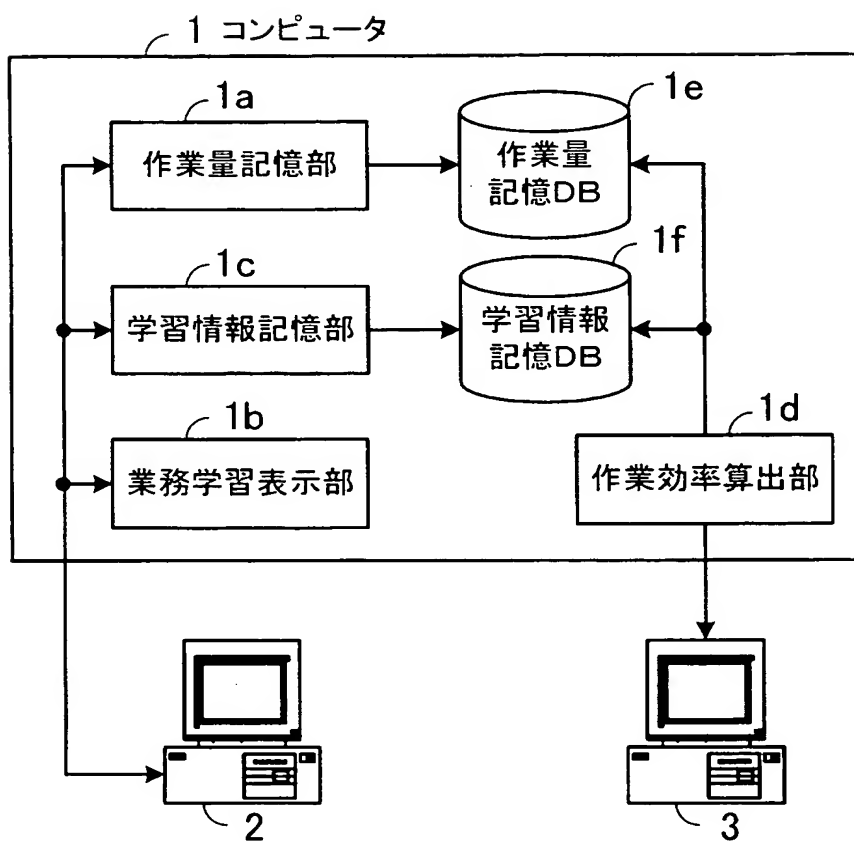 1 コンピュータ
1a
作業量記憶部
1e
作業量
記憶DB
1c
学習情報記憶部
1f
学習情報
記憶DB
1b
業務学習表示部
1d
作業効率算出部
2
3